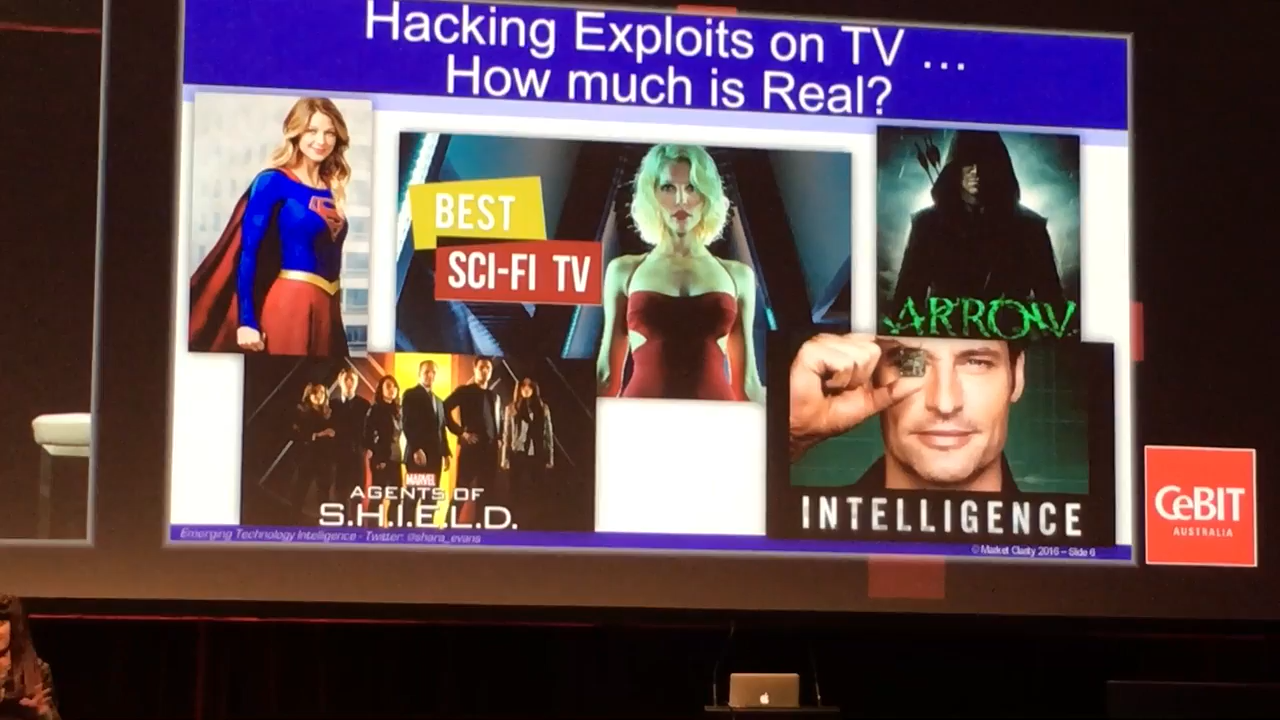 Hacking Exploits on TV ...
How much is Real?
BEST
SCI-FI TV
ARROW
MARVEL
AGENTS OF
S.H.I.E.L.D.
INTELLIGENCE
Emerging Technology Intelligence - Twitter: @shara_evans
© Market Clarity 2016 – Slide 6
CeBIT
AUSTRALIA